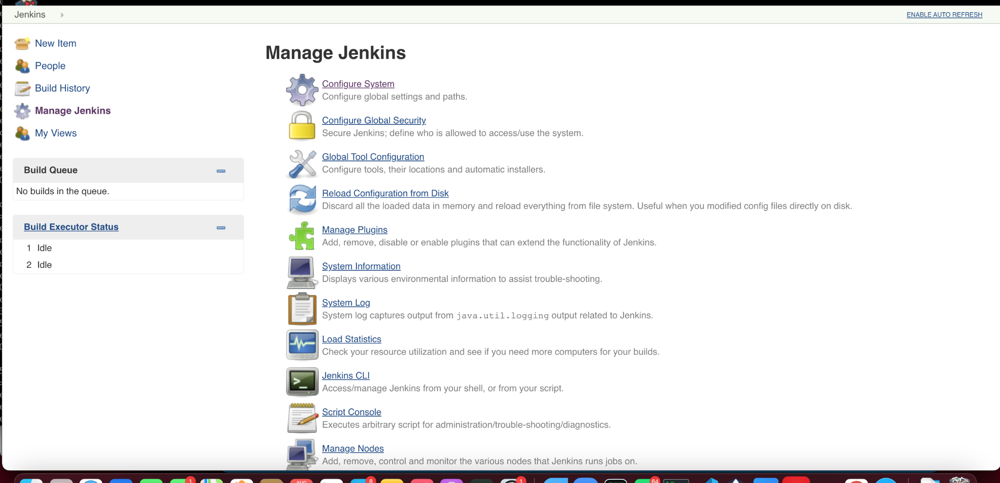 Jenkins
ENABLE AUTO REFRESH
New Item
People
Build History
Manage Jenkins
My Views
Build Queue
No builds in the queue.
Build Executor Status
1 Idle
2 Idle
Manage Jenkins
Configure System
Configure global settings and paths.
Configure Global Security
Secure Jenkins; define who is allowed to access/use the system.
Global Tool Configuration
Configure tools, their locations and automatic installers.
Reload Configuration from Disk
Discard all the loaded data in memory and reload everything from file system. Useful when you modified config files directly on disk.
Manage Plugins
Add, remove, disable or enable plugins that can extend the functionality of Jenkins.
System Information
Displays various environmental information to assist trouble-shooting.
System Log
System log captures output from java.util.logging output related to Jenkins.
Load Statistics
Check your resource utilization and see if you need more computers for your builds.
Jenkins CLI
Access/manage Jenkins from your shell, or from your script.
Script Console
Executes arbitrary script for administration/trouble-shooting/diagnostics.
Manage Nodes
Add, remove, control and monitor the various nodes that Jenkins runs jobs on.
1
AUG
8
1
64